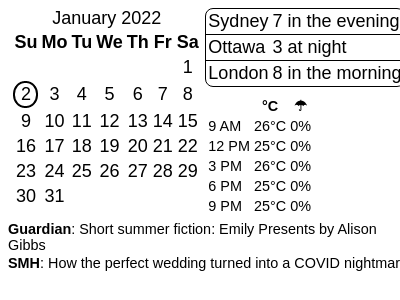 January 2022
Su Mo Tu We Th Fr Sa
1
2 3 4 5 6 7 8
9 10 11 12 13 14 15
16 17 18 19 20 21 22
23 24 25 26 27 28 29
30 31
Sydney 7 in the evening
Ottawa 3 at night
London 8 in the morning
°C ☂
9 AM 26°C 0%
12 PM 25°C 0%
3 PM 26°C 0%
6 PM 25°C 0%
9 PM 25°C 0%
Guardian: Short summer fiction: Emily Presents by Alison
Gibbs
SMH: How the perfect wedding turned into a COVID nightmar